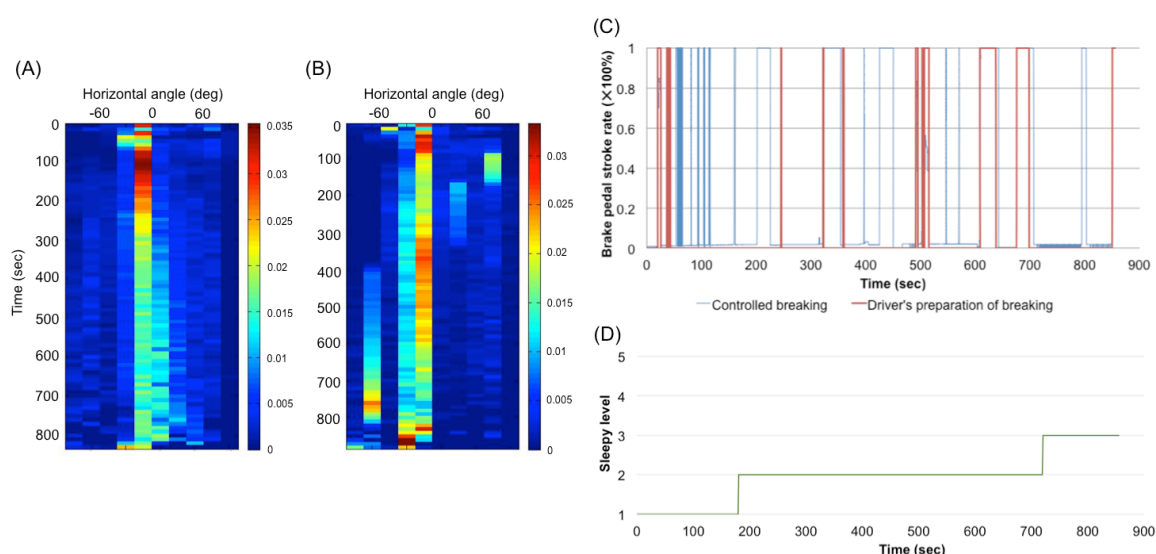 (A)
Horizontal angle (deg)
-60 0 60
Time (sec)
0
100
200
300
400
500
600
700
800
0.035
0.03
0.025
0.02
0.015
0.01
0.005
0
(B)
Horizontal angle (deg)
-60 0 60
0
100
200
300
400
500
600
700
800
0.03
0.025
0.02
0.015
0.01
0.005
0
(C)
Brake pedal stroke rate (×100%)
1
0.8
0.6
0.4
0.2
0
0 100 200 300 400 500 600 700 800 900
Time (sec)
Controlled breaking Driver's preparation of breaking
(D)
Sleepy level
5
4
3
2
1
0 100 200 300 400 500 600 700 800 900
Time (sec)